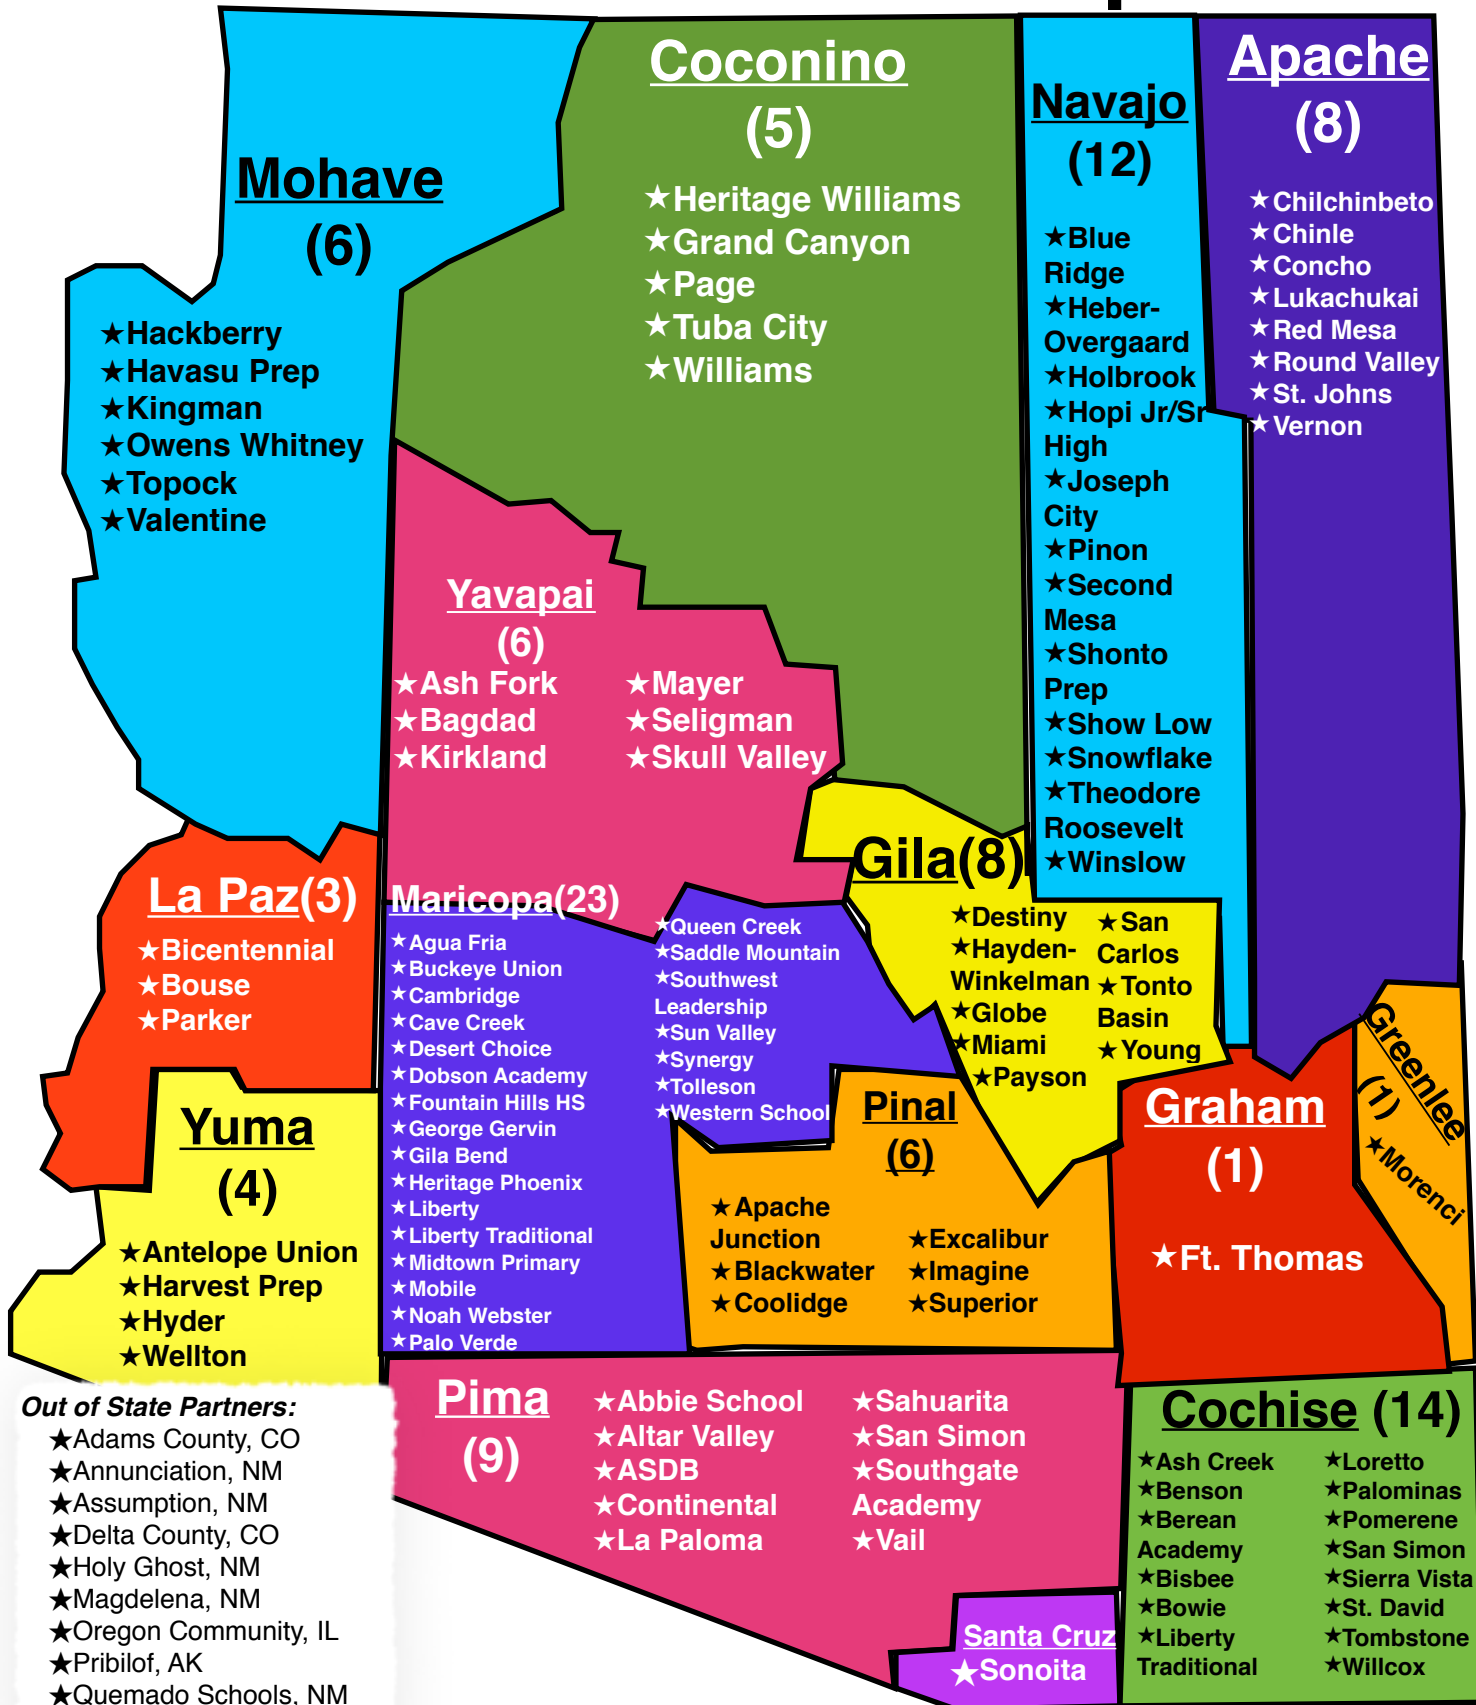 Coconino
(5)
★Heritage Williams
★Grand Canyon
★Page
★Tuba City
★Williams
Navajo
(12)
★Blue
Ridge
★Heber-
Overgaard
★Holbrook
★Hopi Jr/Sr
High
★Joseph
City
★Pinon
★Second
Mesa
★Shonto
Prep
★Show Low
★Snowflake
★Theodore
Roosevelt
★Winslow
Apache
(8)
★Chilchinbeto
★Chinle
★Concho
★Lukachukai
★Red Mesa
★Round Valley
★St. Johns
★Vernon
Mohave
(6)
★Hackberry
★Havasu Prep
★Kingman
★Owens Whitney
★Topock
★Valentine
Yavapai
(6)
★Ash Fork
★Bagdad
★Kirkland
★Mayer
★Seligman
★Skull Valley
La Paz(3)
★Bicentennial
★Bouse
★Parker
Maricopa(23)
★Agua Fria
★Buckeye Union
★Cambridge
★Cave Creek
★Desert Choice
★Dobson Academy
★Fountain Hills HS
★George Gervin
★Gila Bend
★Heritage Phoenix
★Liberty
★Liberty Traditional
★Midtown Primary
★Mobile
★Noah Webster
★Palo Verde
★Queen Creek
★Saddle Mountain
★Southwest
Leadership
★Sun Valley
★Synergy
★Tolleson
★Western School
Gila(8)
★Destiny
★Hayden-
Winkelman
★Globe
★Miami
★Payson
★San
Carlos
★Tonto
Basin
★Young
Greenlee
(1)
★Morenci
Graham
(1)
★Ft. Thomas
Pinal
(6)
★Apache
Junction
★Blackwater
★Coolidge
★Excalibur
★Imagine
★Superior
Yuma
(4)
★Antelope Union
★Harvest Prep
★Hyder
★Wellton
Pima
(9)
★Abbie School
★Altar Valley
★ASDB
★Continental
★La Paloma
★Sahuarita
★San Simon
★Southgate
Academy
★Vail
Cochise (14)
★Ash Creek
★Benson
★Berean
Academy
★Bisbee
★Bowie
★Liberty
Traditional
★Loretto
★Palominas
★Pomerene
★San Simon
★Sierra Vista
★St. David
★Tombstone
★Willcox
Santa Cruz
★Sonoita
Out of State Partners:
★Adams County, CO
★Annunciation, NM
★Assumption, NM
★Delta County, CO
★Holy Ghost, NM
★Magdelena, NM
★Oregon Community, IL
★Pribilof, AK
★Quemado Schools, NM